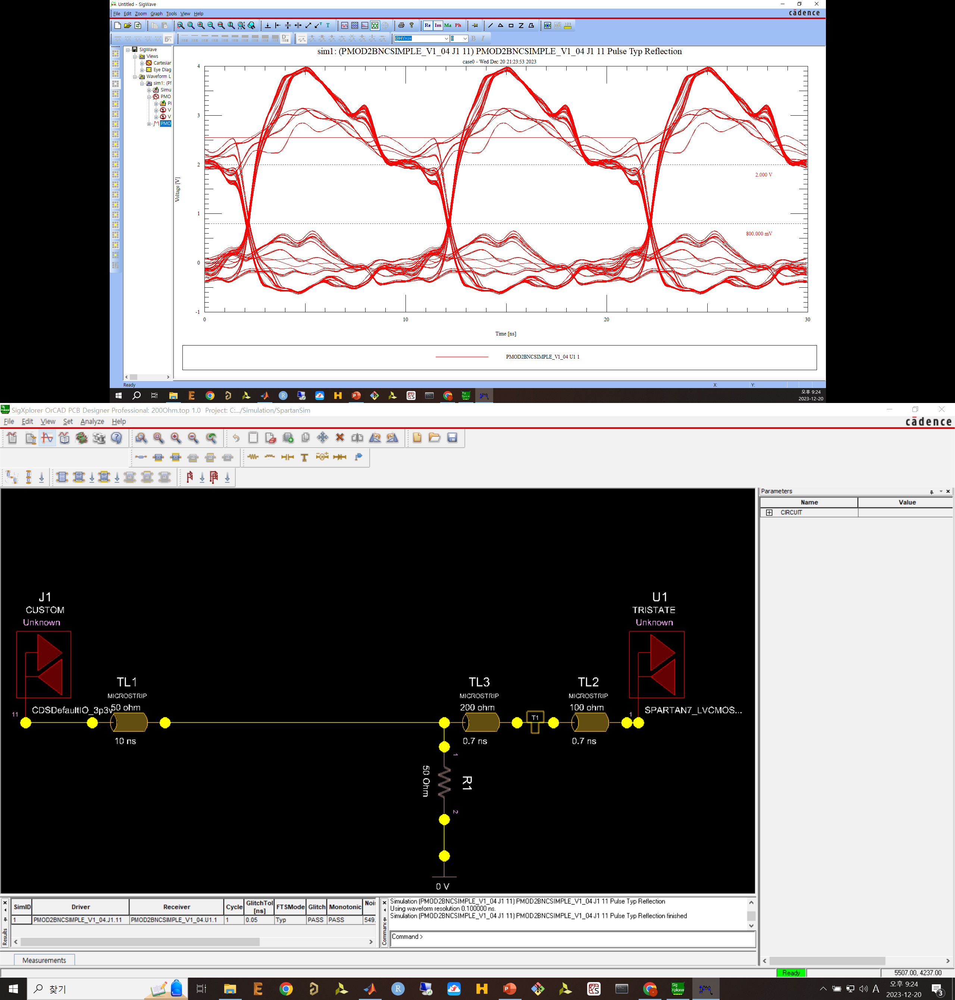 Untitled - SigWave
File Edit Zoom Graph Tools View Help
cādence
Re Im Ma Ph
SigWave
Views
Cartesiar
Eye Diag
Waveform L
sim1: (PI
Simu
PMO
Pi
V
V
PMO
sim1: (PMOD2BNCSIMPLE_V1_04 J1 11) PMOD2BNCSIMPLE_V1_04 J1 11 Pulse Typ Reflection
case0 - Wed Dec 20 21:23:53 2023
4
3
2
1
0
-1
Voltage [V]
2.000 V
800.000 mV
0 10 20 30
Time [ns]
PMOD2BNCSIMPLE_V1_04 U1 1
Ready
X: Y:
오후 9:24
2023-12-20
SigXplorer OrCAD PCB Designer Professional: 200Ohm.top 1.0 Project: C:.../Simulation/SpartanSim
File Edit View Set Analyze Help
cādence
Parameters
Name Value
CIRCUIT
J1
CUSTOM
Unknown
U1
TRISTATE
Unknown
TL1
MICROSTRIP
50 ohm
10 ns
TL3
MICROSTRIP
200 ohm
0.7 ns
T1
TL2
MICROSTRIP
100 ohm
0.7 ns
11
CDSDefaultIO_3p3v
1
SPARTAN7_LVCMOS...
1
50 Ohm
R1
2
0 V
SimID Driver Receiver Cycle GlitchTol [ns] FTSMode Glitch Monotonic Noi
1 PMOD2BNCSIMPLE_V1_04.J1.11 PMOD2BNCSIMPLE_V1_04.U1.1 1 0.05 Typ PASS PASS 549.
Results
Simulation (PMOD2BNCSIMPLE_V1_04 J1 11) PMOD2BNCSIMPLE_V1_04 J1 11 Pulse Typ Reflection
Using waveform resolution 0.100000 ns.
Simulation (PMOD2BNCSIMPLE_V1_04 J1 11) PMOD2BNCSIMPLE_V1_04 J1 11 Pulse Typ Reflection finished
Command >
Measurements
Ready
5507.00, 4237.00
찾기
A
오후 9:24
2023-12-20
3